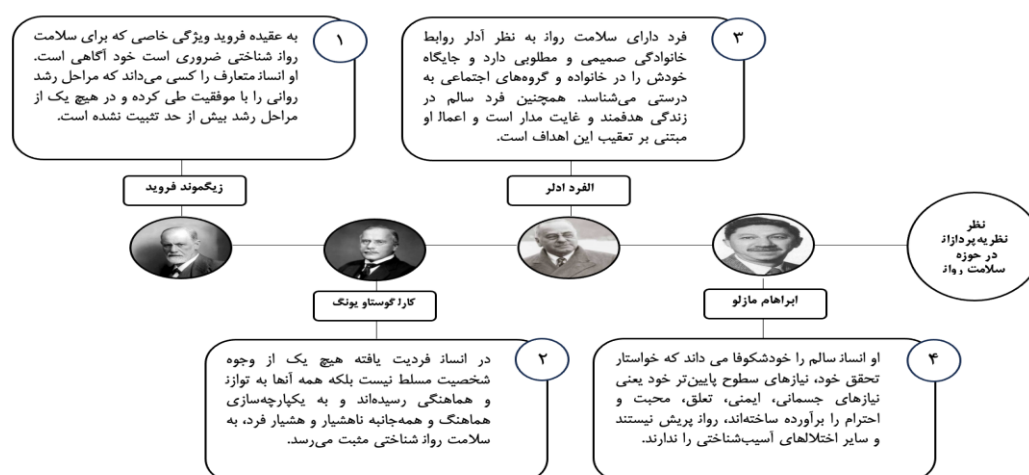 نظر
نظریه‌پردازان
در حوزه
سلامت روان
۱
به عقیده فروید ویژگی خاصی که برای سلامت
روان شناختی ضروری است خود آگاهی است.
او انسان متعارف را کسی می‌داند که مراحل رشد
روانی را با موفقیت طی کرده و در هیچ یک از
مراحل رشد بیش از حد تثبیت نشده است.
زیگموند فروید
۲
در انسان فردیت یافته هیچ یک از وجوه
شخصیت مسلط نیست بلکه همه آنها به توازن
و هماهنگی رسیده‌اند و به یکپارچه‌سازی
هماهنگ و همه‌جانبه ناهشیار و هشیار فرد، به
سلامت روان شناختی مثبت می‌رسد.
کارل گوستاو یونگ
۳
فرد دارای سلامت روان به نظر آدلر روابط
خانوادگی صمیمی و مطلوبی دارد و جایگاه
خودش را در خانواده و گروه‌های اجتماعی به
درستی می‌شناسد. همچنین فرد سالم در
زندگی هدفمند و غایت مدار است و اعمال او
مبتنی بر تعقیب این اهداف است.
الفرد ادلر
۴
او انسان سالم را خودشکوفا می داند که خواستار
تحقق خود، نیازهای سطوح پایین‌تر خود یعنی
نیازهای جسمانی، ایمنی، تعلق، محبت و
احترام را برآورده ساخته‌اند، روان پریش نیستند
و سایر اختلالهای آسیب‌شناختی را ندارند.
ابراهام مازلو